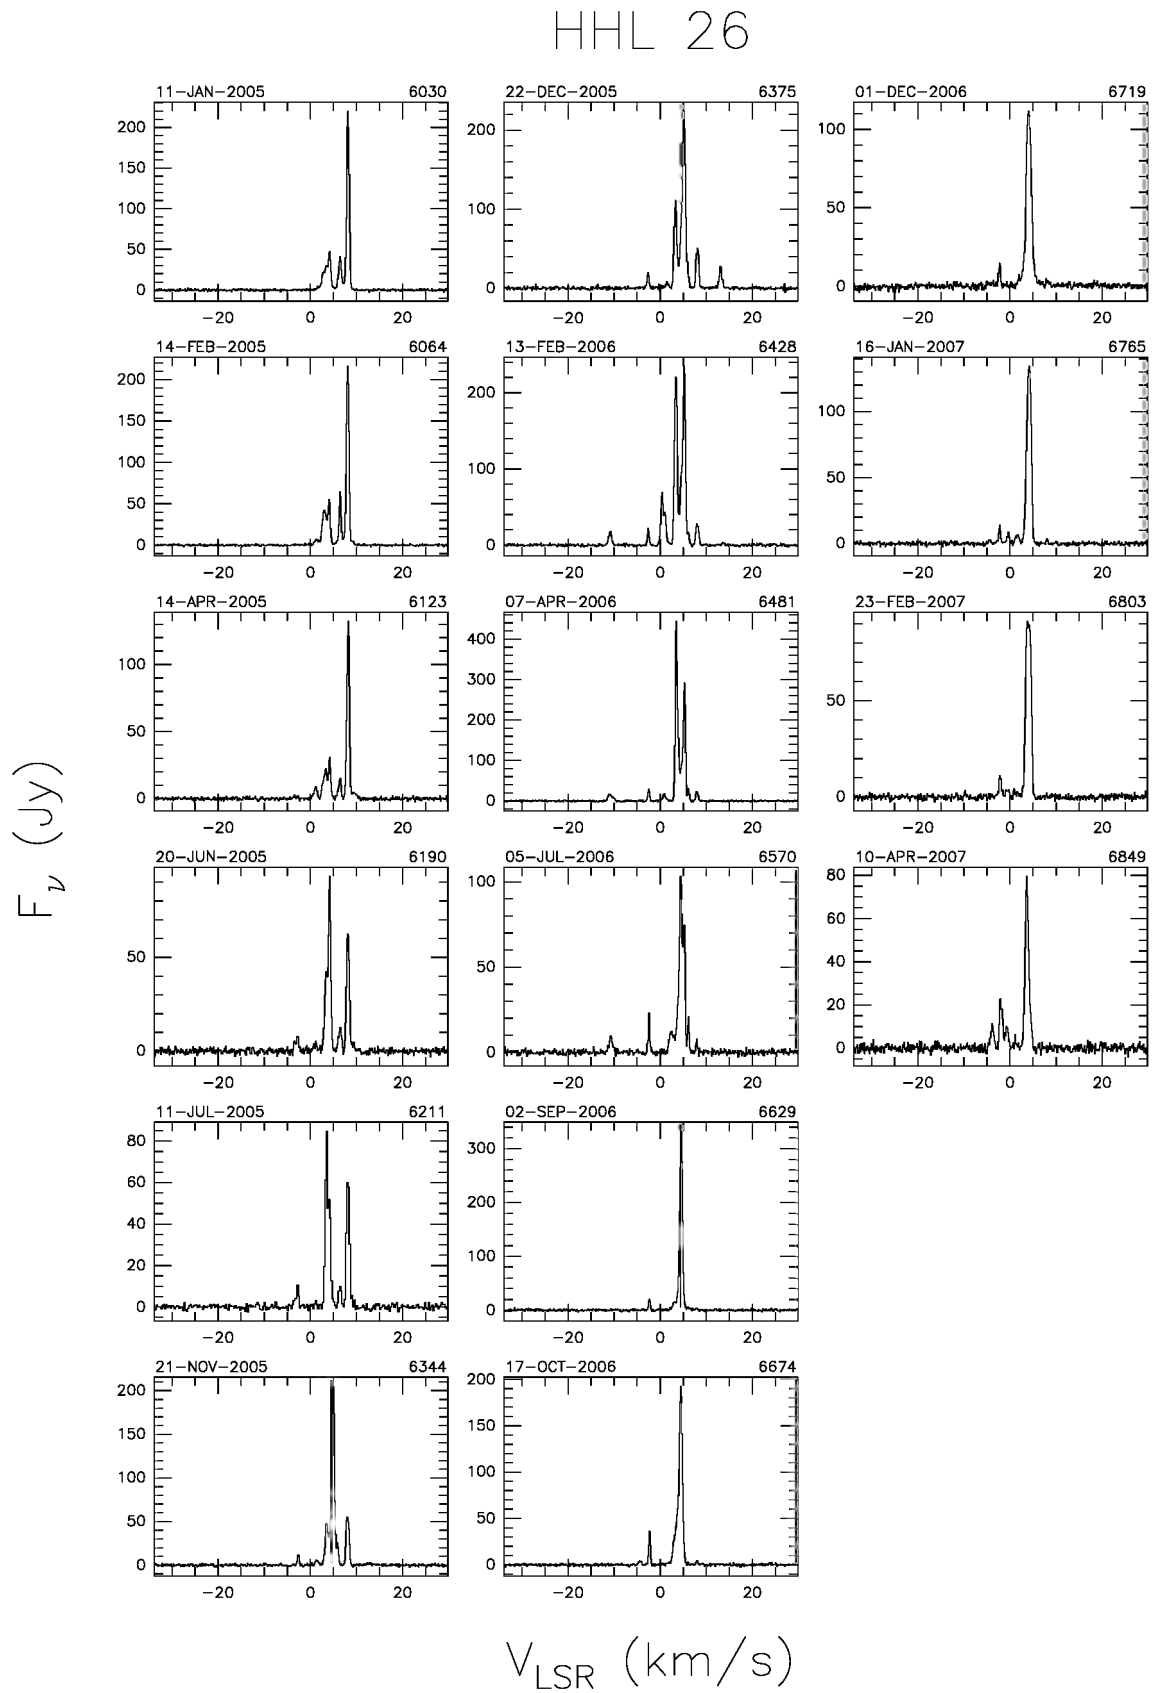 HHL 26
11-JAN-2005 6030
200
150
100
50
0
-20 0 20
22-DEC-2005 6375
200
100
0
-20 0 20
01-DEC-2006 6719
100
50
0
-20 0 20
14-FEB-2005 6064
200
150
100
50
0
-20 0 20
13-FEB-2006 6428
200
100
0
-20 0 20
16-JAN-2007 6765
100
50
0
-20 0 20
14-APR-2005 6123
100
50
0
-20 0 20
07-APR-2006 6481
400
300
200
100
0
-20 0 20
23-FEB-2007 6803
50
0
-20 0 20
20-JUN-2005 6190
50
0
-20 0 20
05-JUL-2006 6570
100
50
0
-20 0 20
10-APR-2007 6849
80
60
40
20
0
-20 0 20
11-JUL-2005 6211
80
60
40
20
0
-20 0 20
02-SEP-2006 6629
300
200
100
0
-20 0 20
21-NOV-2005 6344
200
150
100
50
0
-20 0 20
17-OCT-2006 6674
200
150
100
50
0
-20 0 20
Fν (Jy)
VLSR (km/s)